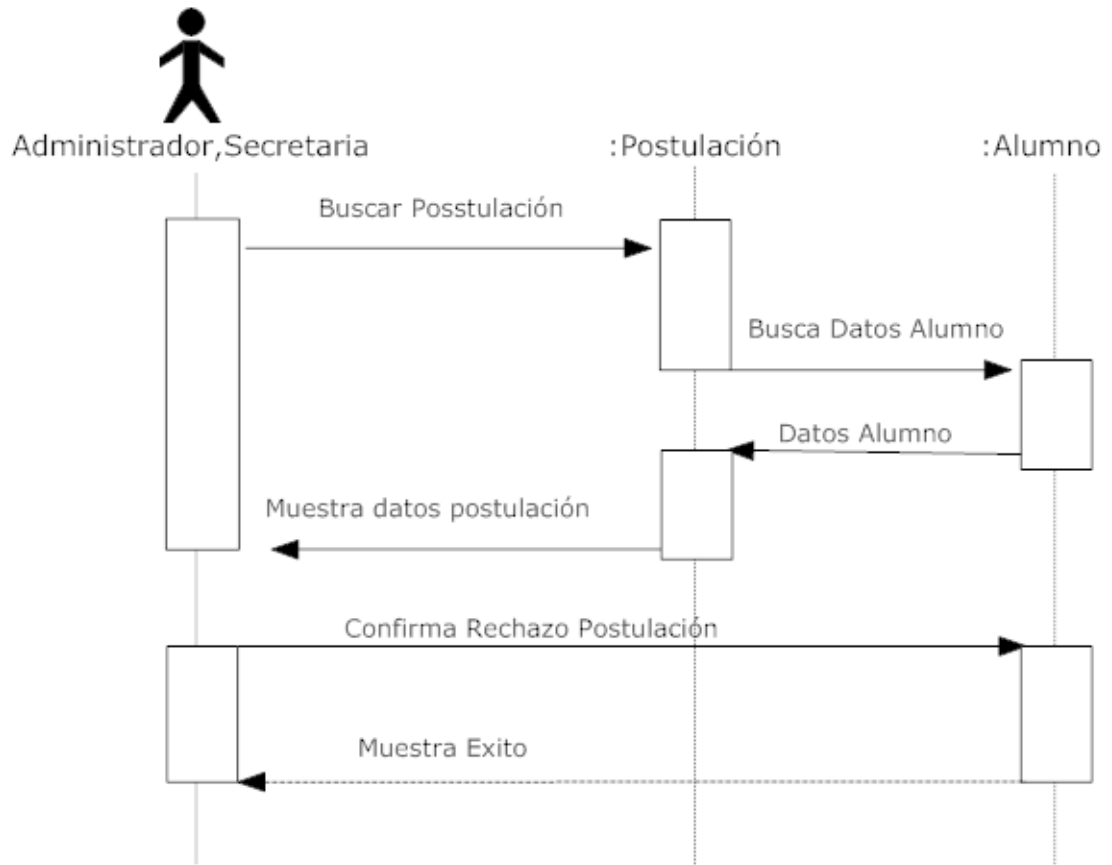 Administrador,Secretaria
:Postulación
:Alumno
Buscar Posstulación
Busca Datos Alumno
Datos Alumno
Muestra datos postulación
Confirma Rechazo Postulación
Muestra Exito